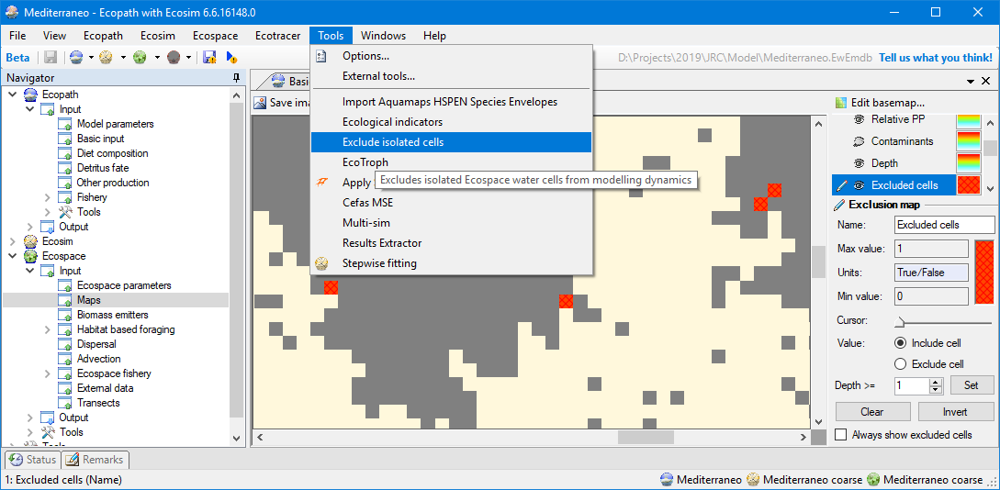 Mediterraneo - Ecopath with Ecosim 6.6.16148.0
File View Ecopath Ecosim Ecospace Ecotracer Tools Windows Help
Beta
D:\Projects\2019\JRC\Model\Mediterraneo.EwEmdb Tell us what you think!
Navigator
Ecopath
Input
Model parameters
Basic input
Diet composition
Detritus fate
Other production
Fishery
Tools
Output
Ecosim
Ecospace
Input
Ecospace parameters
Maps
Biomass emitters
Habitat based foraging
Dispersal
Advection
Ecospace fishery
External data
Transects
Output
Tools
Tools
Options...
External tools...
Import Aquamaps HSPEN Species Envelopes
Ecological indicators
Exclude isolated cells
EcoTroph
Apply
Excludes isolated Ecospace water cells from modelling dynamics
Cefas MSE
Multi-sim
Results Extractor
Stepwise fitting
Basi
Save ima
Edit basemap...
Relative PP
Contaminants
Depth
Excluded cells
Exclusion map
Name: Excluded cells
Max value: 1
Units: True/False
Min value: 0
Cursor:
Value: Include cell
Exclude cell
Depth >= 1 Set
Clear Invert
Always show excluded cells
Status Remarks
1: Excluded cells (Name)
Mediterraneo Mediterraneo coarse Mediterraneo coarse